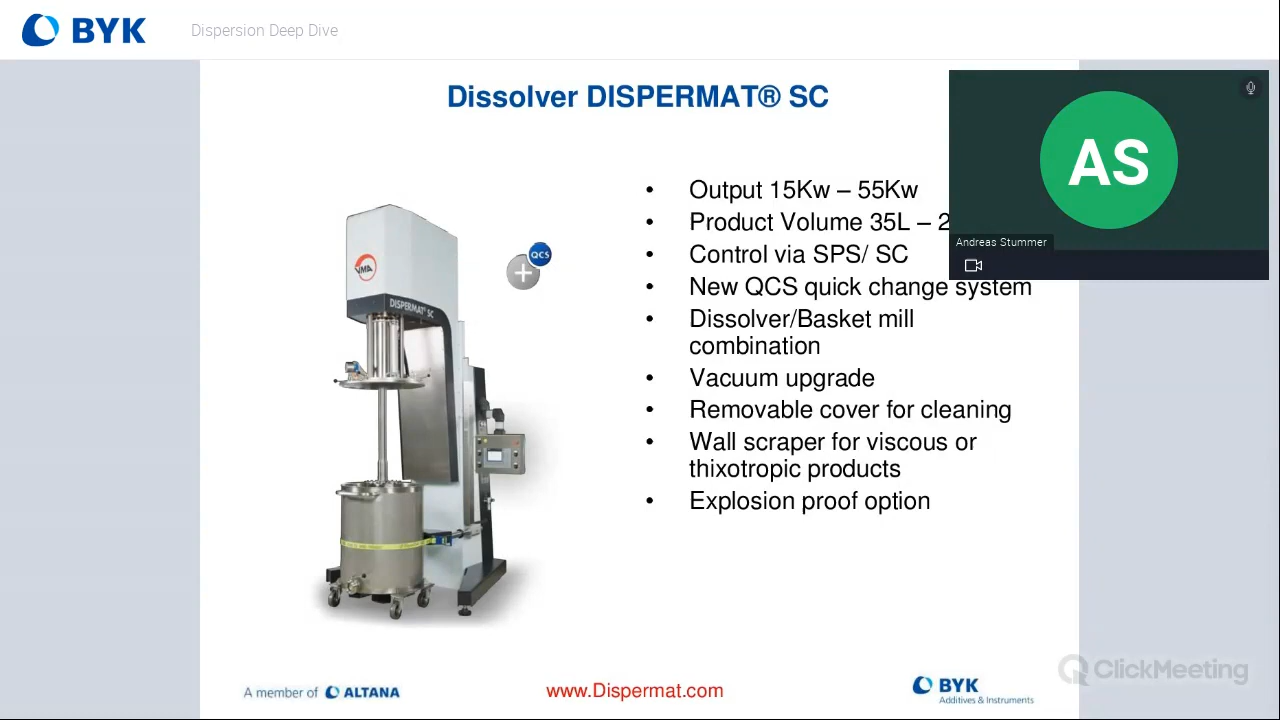 BYK
Dispersion Deep Dive
Dissolver DISPERMAT® SC
AS
Andreas Stummer
QCS
VMA
DISPERMAT® SC
• Output 15Kw – 55Kw
• Product Volume 35L – 2
• Control via SPS/ SC
• New QCS quick change system
• Dissolver/Basket mill
combination
• Vacuum upgrade
• Removable cover for cleaning
• Wall scraper for viscous or
thixotropic products
• Explosion proof option
ClickMeeting
A member of ALTANA
www.Dispermat.com
BYK
Additives & Instruments